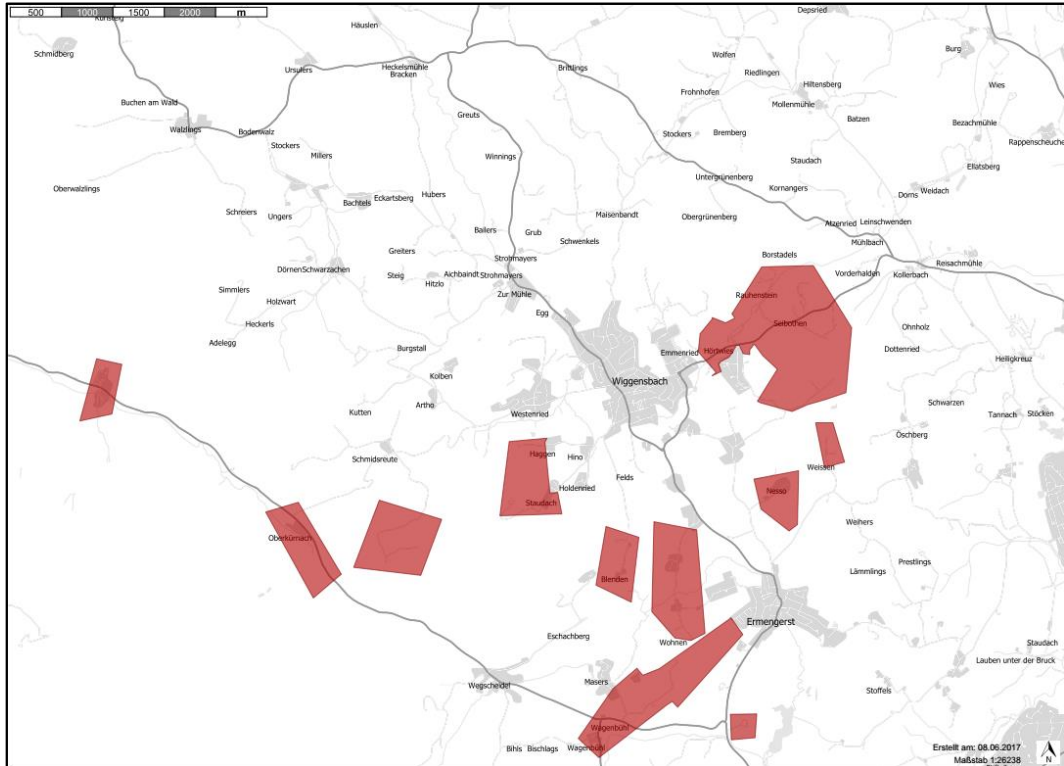 500 1000 1500 2000 m
Depsried
Häuslen
Schmidberg
Ursulers
Heckelsmühle
Bracken
Brittlings
Wolfen
Burg
Riedlingen
Hiltensberg
Wies
Frohnhofen
Mollenmühle
Buchen am Wald
Greuts
Batzen
Bezachmühle
Walzlings
Bodenwalz
Stockers
Bremberg
Rappenscheuchen
Stockers
Millers
Winnings
Staudach
Ellatsberg
Untergrünenberg
Kornangers
Dorns
Weidach
Oberwalzlings
Eckartsberg
Hubers
Bachtels
Schreiers
Ungers
Maisenbandt
Obergrünenberg
Atzenried
Leinschwenden
Bailers
Grub
Schwenkels
Mühlbach
Greiters
Strohmayers
Borstadels
Reisachmühle
Dörnen
Schwarzachen
Steig
Aichbandt
Strohmayers
Vorderhalden
Kollerbach
Hitzlo
Simmlers
Zur Mühle
Rauhenstein
Holzwart
Egg
Heckerls
Seibothen
Ohnholz
Adelegg
Burgstall
Emmenried
Hörbwies
Dottenried
Heiligkreuz
Kolben
Wiggensbach
Artho
Schwarzen
Kutten
Westenried
Tannach
Stöcken
Öschberg
Haggen
Hino
Schmidsreute
Weissen
Felds
Holdenried
Nesso
Staudach
Weihers
Oberkürnach
Prestlings
Blenden
Lämmlings
Ermengerst
Eschachberg
Wohnen
Staudach
Lauben unter der Bruck
Wegscheidel
Masers
Stoffels
Wagenbühl
Bihls
Bischlags
Wagenbühl
Erstellt am: 08.06.2017
Maßstab 1:26238
N